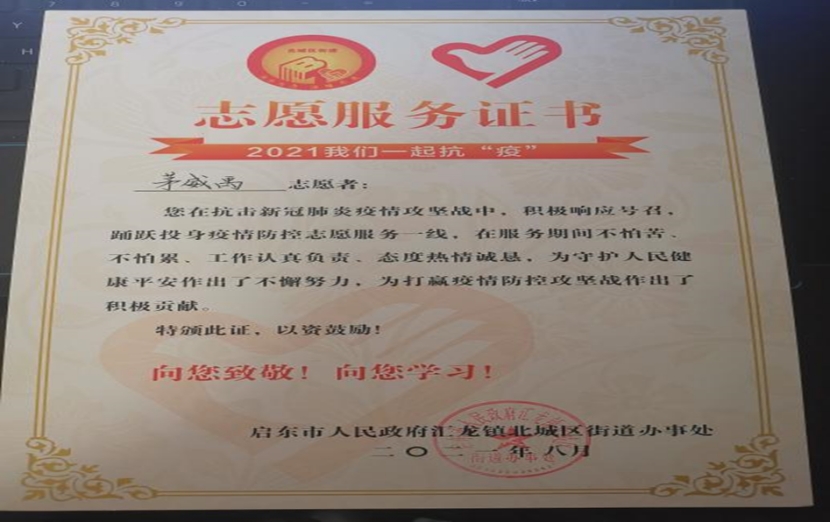 志愿服务证书
2021我们一起抗“疫”
茅威禹 志愿者：
您在抗击新冠肺炎疫情攻坚战中，积极响应号召，
踊跃投身疫情防控志愿服务一线，在服务期间不怕苦、
不怕累、工作认真负责、态度热情诚恳，为守护人民健
康平安作出了不懈努力，为打赢疫情防控攻坚战作出了
积极贡献。
特颁此证，以资鼓励！
向您致敬！向您学习！
启东市人民政府汇龙镇北城区街道办事处
二〇二一年八月
街道办事处